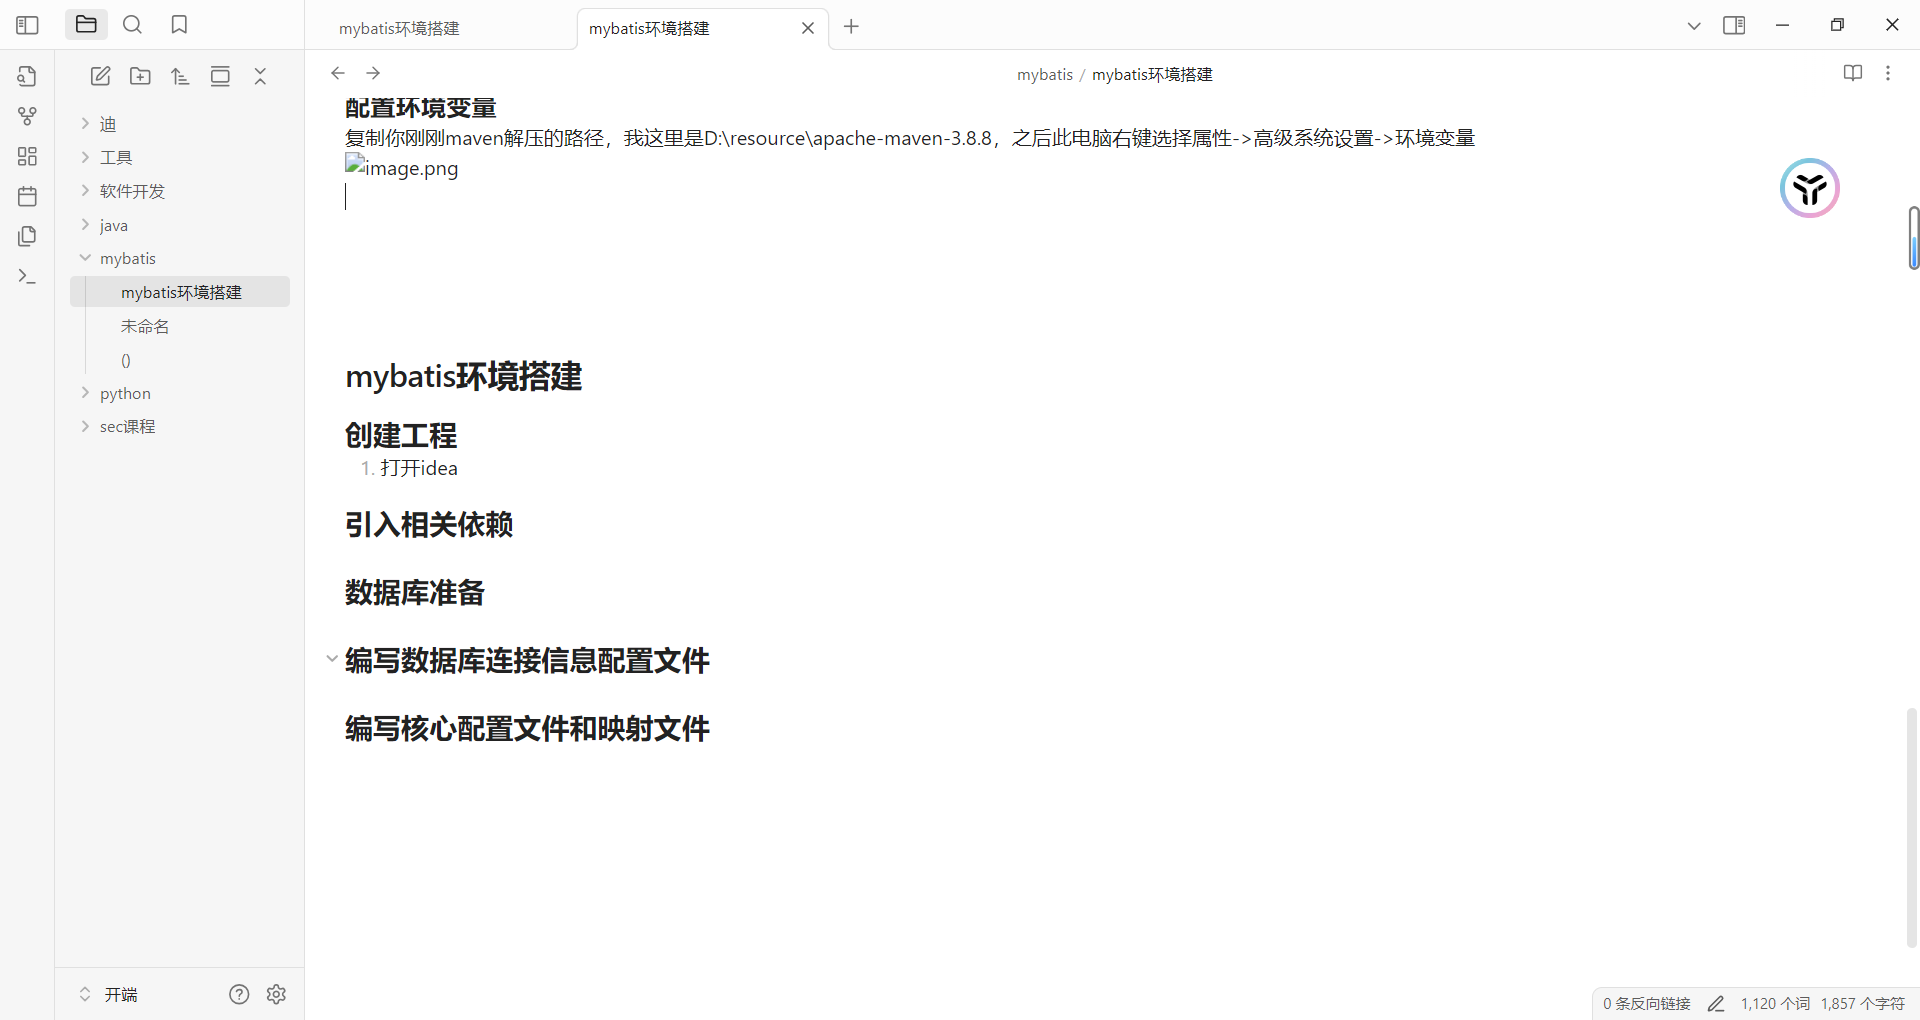 mybatis环境搭建
mybatis环境搭建
mybatis / mybatis环境搭建
迪
工具
软件开发
java
mybatis
mybatis环境搭建
未命名
()
python
sec课程
开端
配置环境变量
复制你刚刚maven解压的路径，我这里是D:\resource\apache-maven-3.8.8，之后此电脑右键选择属性->高级系统设置->环境变量
image.png
mybatis环境搭建
创建工程
1. 打开idea
引入相关依赖
数据库准备
编写数据库连接信息配置文件
编写核心配置文件和映射文件
0 条反向链接 1,120 个词 1,857 个字符